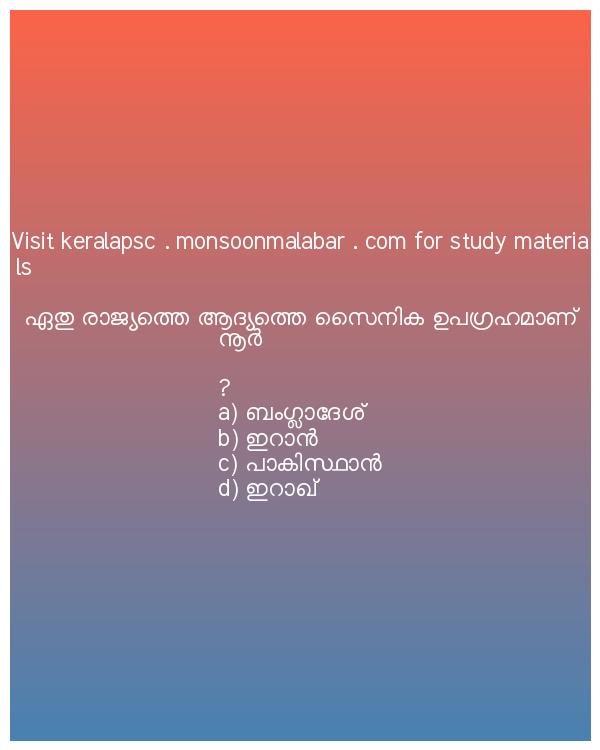 Visit keralapsc . monsoonmalabar . com for study materia
ls
ഏതു രാജ്യത്തെ ആദ്യത്തെ സൈനിക ഉപഗ്രഹമാണ്
നൂർ
?
a) ബംഗ്ലാദേശ്
b) ഇറാൻ
c) പാകിസ്ഥാൻ
d) ഇറാഖ്